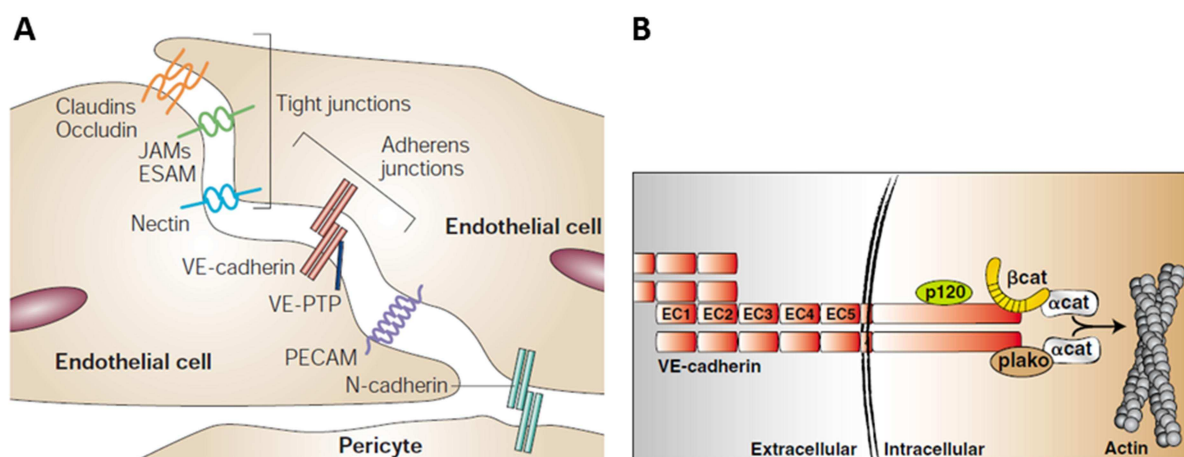 A
Claudins
Occludin
Tight junctions
JAMs
ESAM
Adherens
junctions
Nectin
Endothelial cell
VE-cadherin
VE-PTP
PECAM
Endothelial cell
N-cadherin
Pericyte
B
p120
βcat
αcat
EC1 EC2 EC3 EC4 EC5
αcat
plako
VE-cadherin
Extracellular Intracellular
Actin